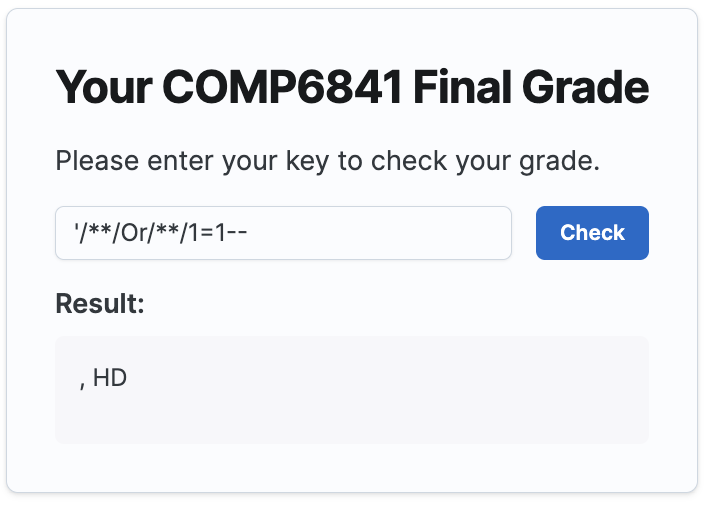 Your COMP6841 Final Grade
Please enter your key to check your grade.
'/**/Or/**/1=1--
Check
Result:
, HD